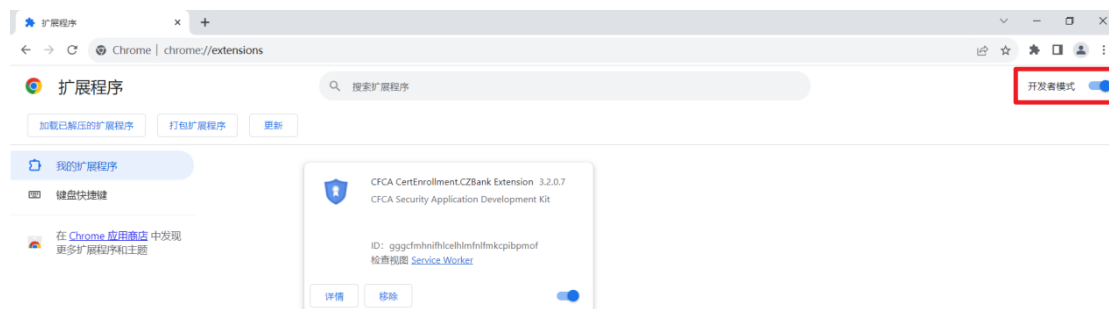 扩展程序
Chrome | chrome://extensions
扩展程序
搜索扩展程序
开发者模式
加载已解压的扩展程序
打包扩展程序
更新
我的扩展程序
键盘快捷键
在 Chrome 应用商店 中发现
更多扩展程序和主题
CFCA CertEnrollment.CZBank Extension 3.2.0.7
CFCA Security Application Development Kit
ID：gggcfmhnifhlcelhlmfnlfmkcpibpmof
检查视图 Service Worker
详情
移除